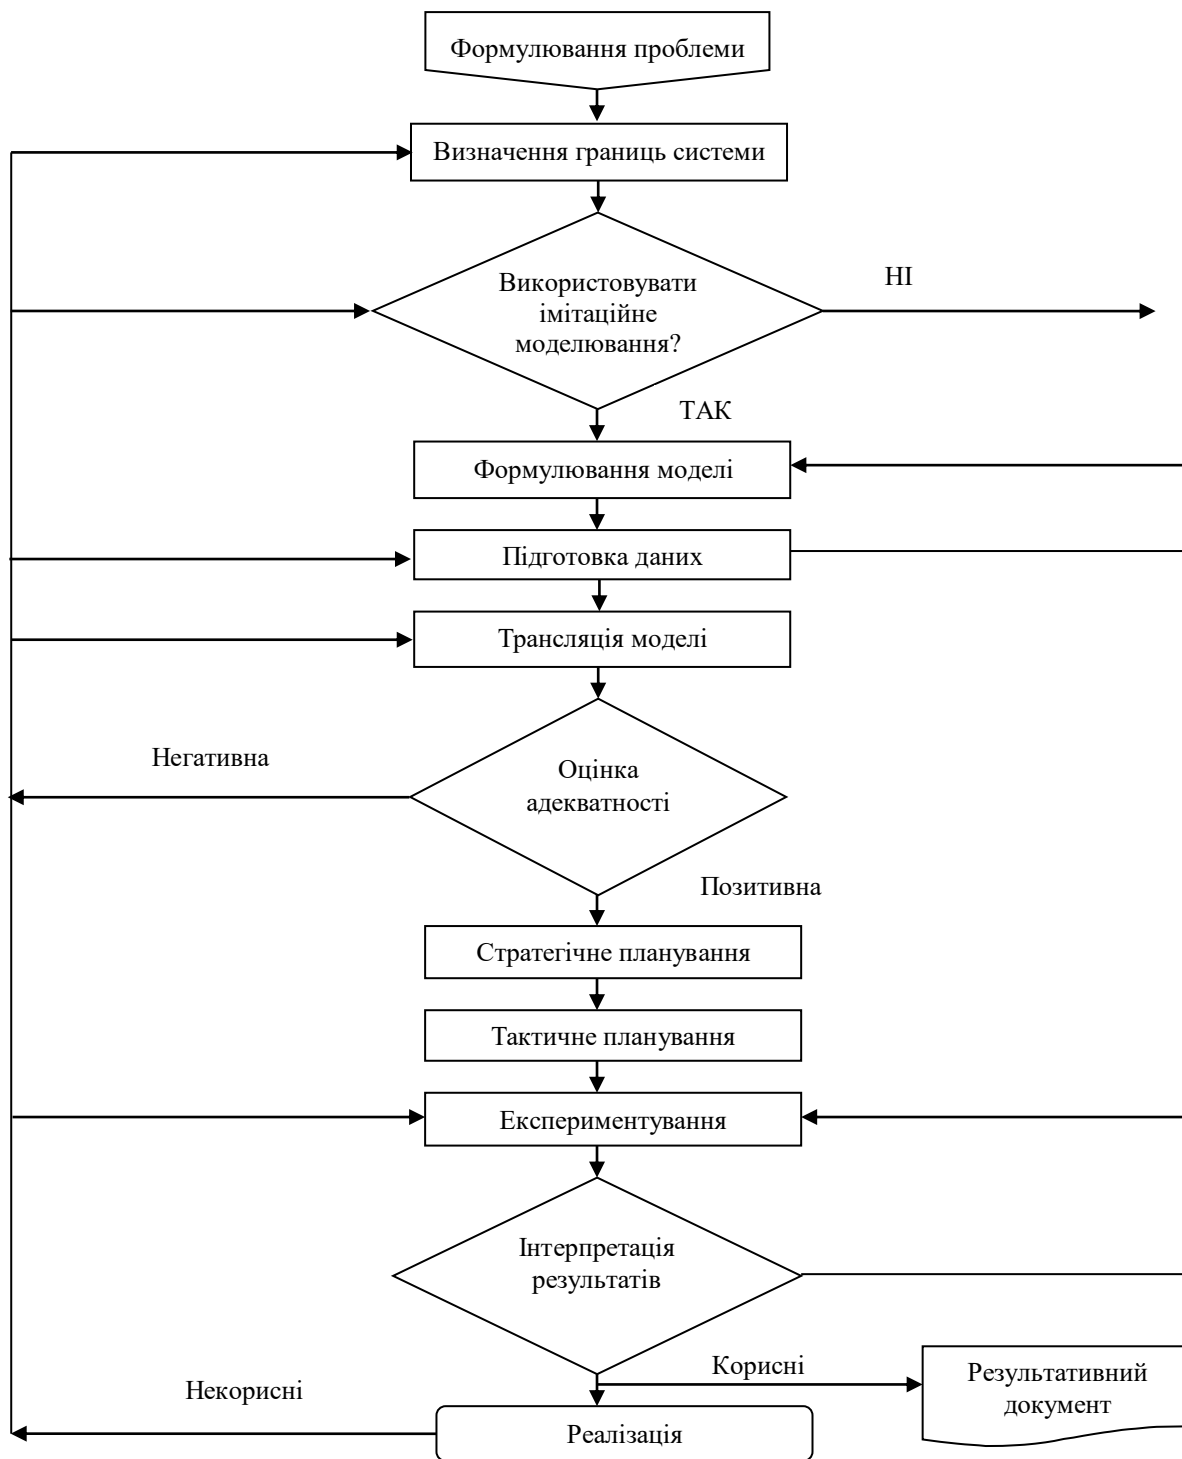 Формулювання проблеми
Визначення границь системи
Використовувати
імітаційне
моделювання?
НІ
ТАК
Формулювання моделі
Підготовка даних
Трансляція моделі
Негативна
Оцінка
адекватності
Позитивна
Стратегічне планування
Тактичне планування
Експериментування
Інтерпретація
результатів
Корисні
Некорисні
Результативний
документ
Реалізація